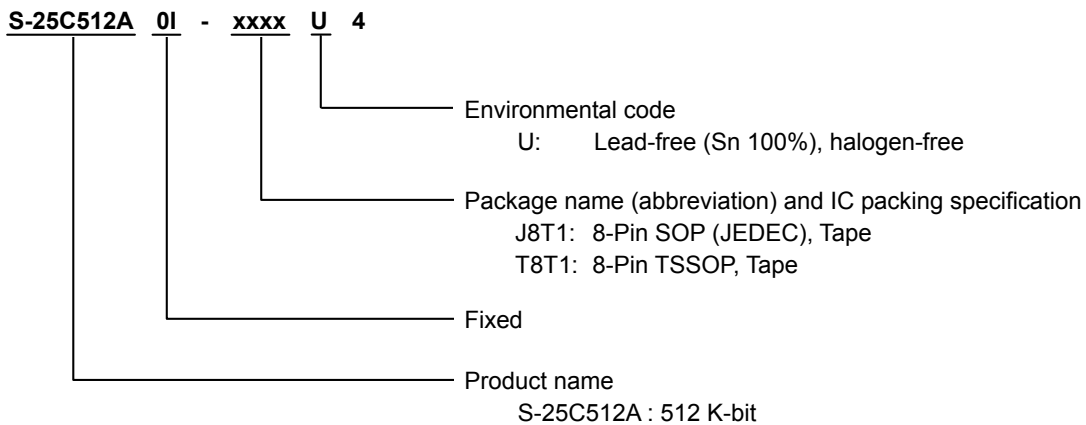 S-25C512A 0I - xxxx U 4
Environmental code
U: Lead-free (Sn 100%), halogen-free
Package name (abbreviation) and IC packing specification
J8T1: 8-Pin SOP (JEDEC), Tape
T8T1: 8-Pin TSSOP, Tape
Fixed
Product name
S-25C512A : 512 K-bit